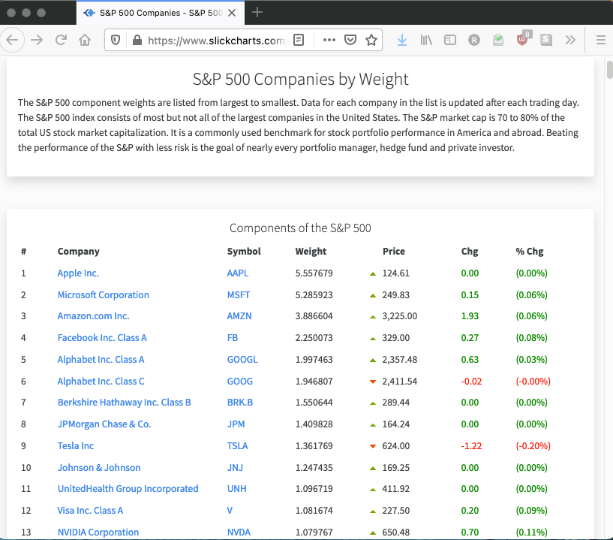 S&P 500 Companies - S&P 500
https://www.slickcharts.com
8
S&P 500 Companies by Weight
The S&P 500 component weights are listed from largest to smallest. Data for each company in the list is updated after each trading day.
The S&P 500 index consists of most but not all of the largest companies in the United States. The S&P market cap is 70 to 80% of the
total US stock market capitalization. It is a commonly used benchmark for stock portfolio performance in America and abroad. Beating
the performance of the S&P with less risk is the goal of nearly every portfolio manager, hedge fund and private investor.
Components of the S&P 500
# Company Symbol Weight Price Chg % Chg
1 Apple Inc. AAPL 5.557679 124.61 0.00 (0.00%)
2 Microsoft Corporation MSFT 5.285923 249.83 0.15 (0.06%)
3 Amazon.com Inc. AMZN 3.886604 3,225.00 1.93 (0.06%)
4 Facebook Inc. Class A FB 2.250073 329.00 0.27 (0.08%)
5 Alphabet Inc. Class A GOOGL 1.997463 2,357.48 0.63 (0.03%)
6 Alphabet Inc. Class C GOOG 1.946807 2,411.54 -0.02 (-0.00%)
7 Berkshire Hathaway Inc. Class B BRK.B 1.550644 289.44 0.00 (0.00%)
8 JPMorgan Chase & Co. JPM 1.409828 164.24 0.00 (0.00%)
9 Tesla Inc TSLA 1.361769 624.00 -1.22 (-0.20%)
10 Johnson & Johnson JNJ 1.247435 169.25 0.00 (0.00%)
11 UnitedHealth Group Incorporated UNH 1.096719 411.92 0.00 (0.00%)
12 Visa Inc. Class A V 1.081674 227.50 0.20 (0.09%)
13 NVIDIA Corporation NVDA 1.079767 650.48 0.70 (0.11%)